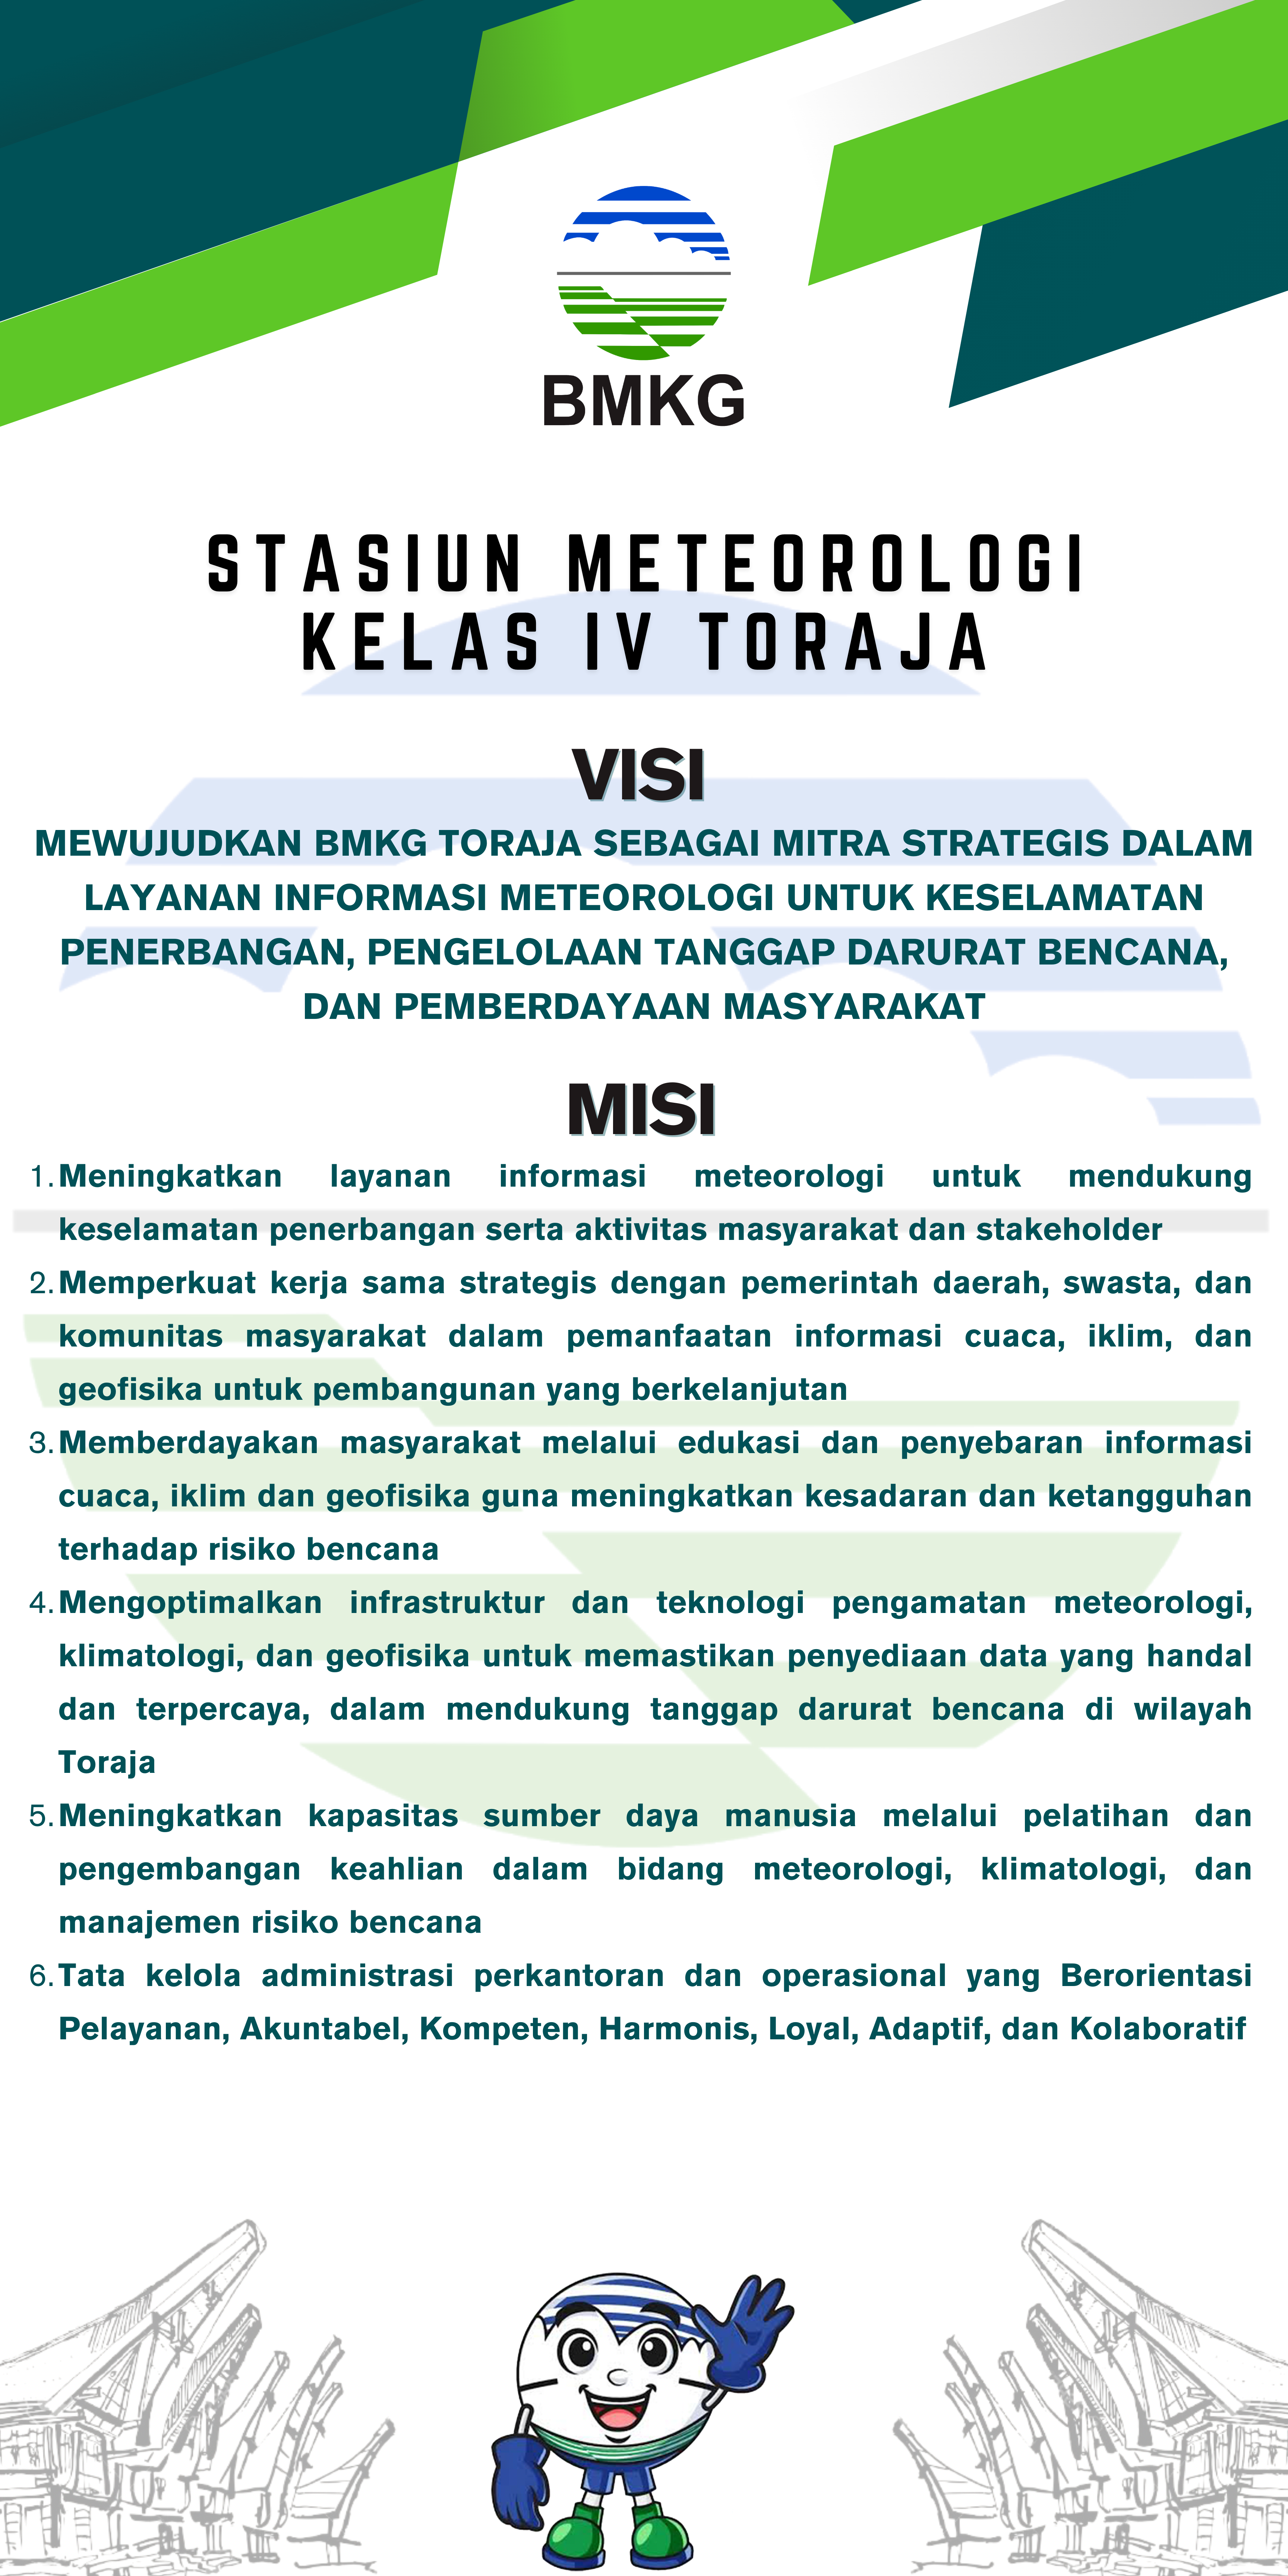 BMKG
STASIUN METEOROLOGI
KELAS IV TORAJA
VISI
MEWUJUDKAN BMKG TORAJA SEBAGAI MITRA STRATEGIS DALAM
LAYANAN INFORMASI METEOROLOGI UNTUK KESELAMATAN
PENERBANGAN, PENGELOLAAN TANGGAP DARURAT BENCANA,
DAN PEMBERDAYAAN MASYARAKAT
MISI
1. Meningkatkan layanan informasi meteorologi untuk mendukung
keselamatan penerbangan serta aktivitas masyarakat dan stakeholder
2. Memperkuat kerja sama strategis dengan pemerintah daerah, swasta, dan
komunitas masyarakat dalam pemanfaatan informasi cuaca, iklim, dan
geofisika untuk pembangunan yang berkelanjutan
3. Memberdayakan masyarakat melalui edukasi dan penyebaran informasi
cuaca, iklim dan geofisika guna meningkatkan kesadaran dan ketangguhan
terhadap risiko bencana
4. Mengoptimalkan infrastruktur dan teknologi pengamatan meteorologi,
klimatologi, dan geofisika untuk memastikan penyediaan data yang handal
dan terpercaya, dalam mendukung tanggap darurat bencana di wilayah
Toraja
5. Meningkatkan kapasitas sumber daya manusia melalui pelatihan dan
pengembangan keahlian dalam bidang meteorologi, klimatologi, dan
manajemen risiko bencana
6. Tata kelola administrasi perkantoran dan operasional yang Berorientasi
Pelayanan, Akuntabel, Kompeten, Harmonis, Loyal, Adaptif, dan Kolaboratif